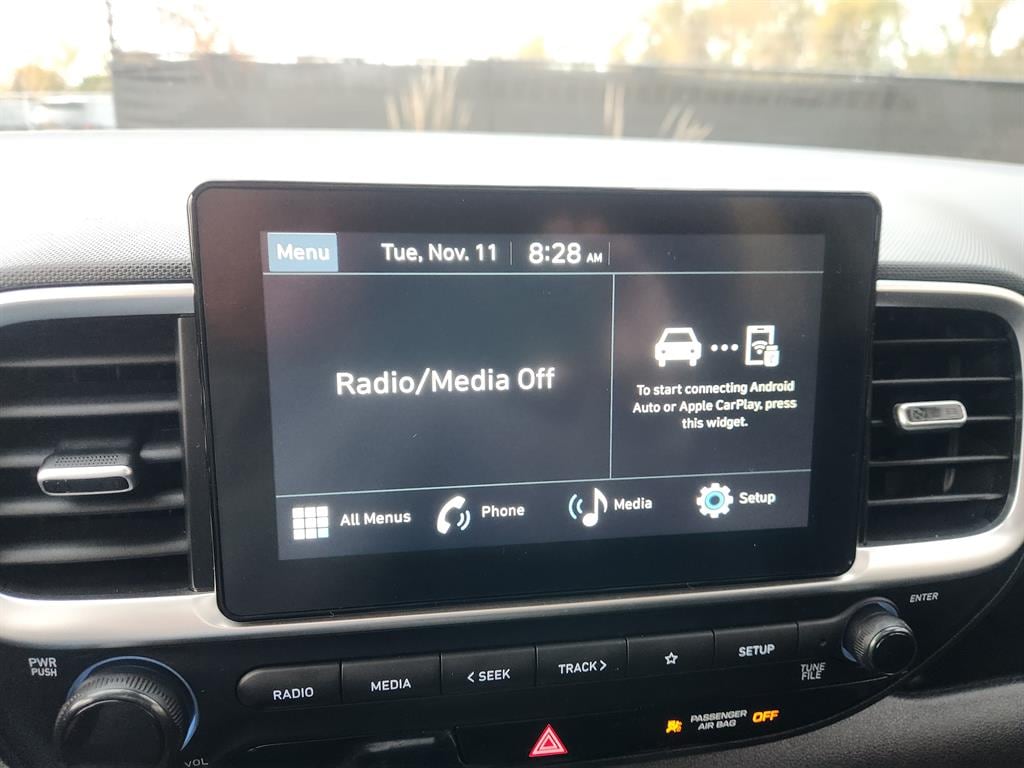 Menu
Tue, Nov. 11
8:28 AM
Radio/Media Off
To start connecting Android
Auto or Apple CarPlay, press
this widget.
All Menus
Phone
Media
Setup
ENTER
PWR
PUSH
RADIO
MEDIA
< SEEK
TRACK >
☆
SETUP
TUNE
FILE
PASSENGER
AIR BAG
OFF
VOL